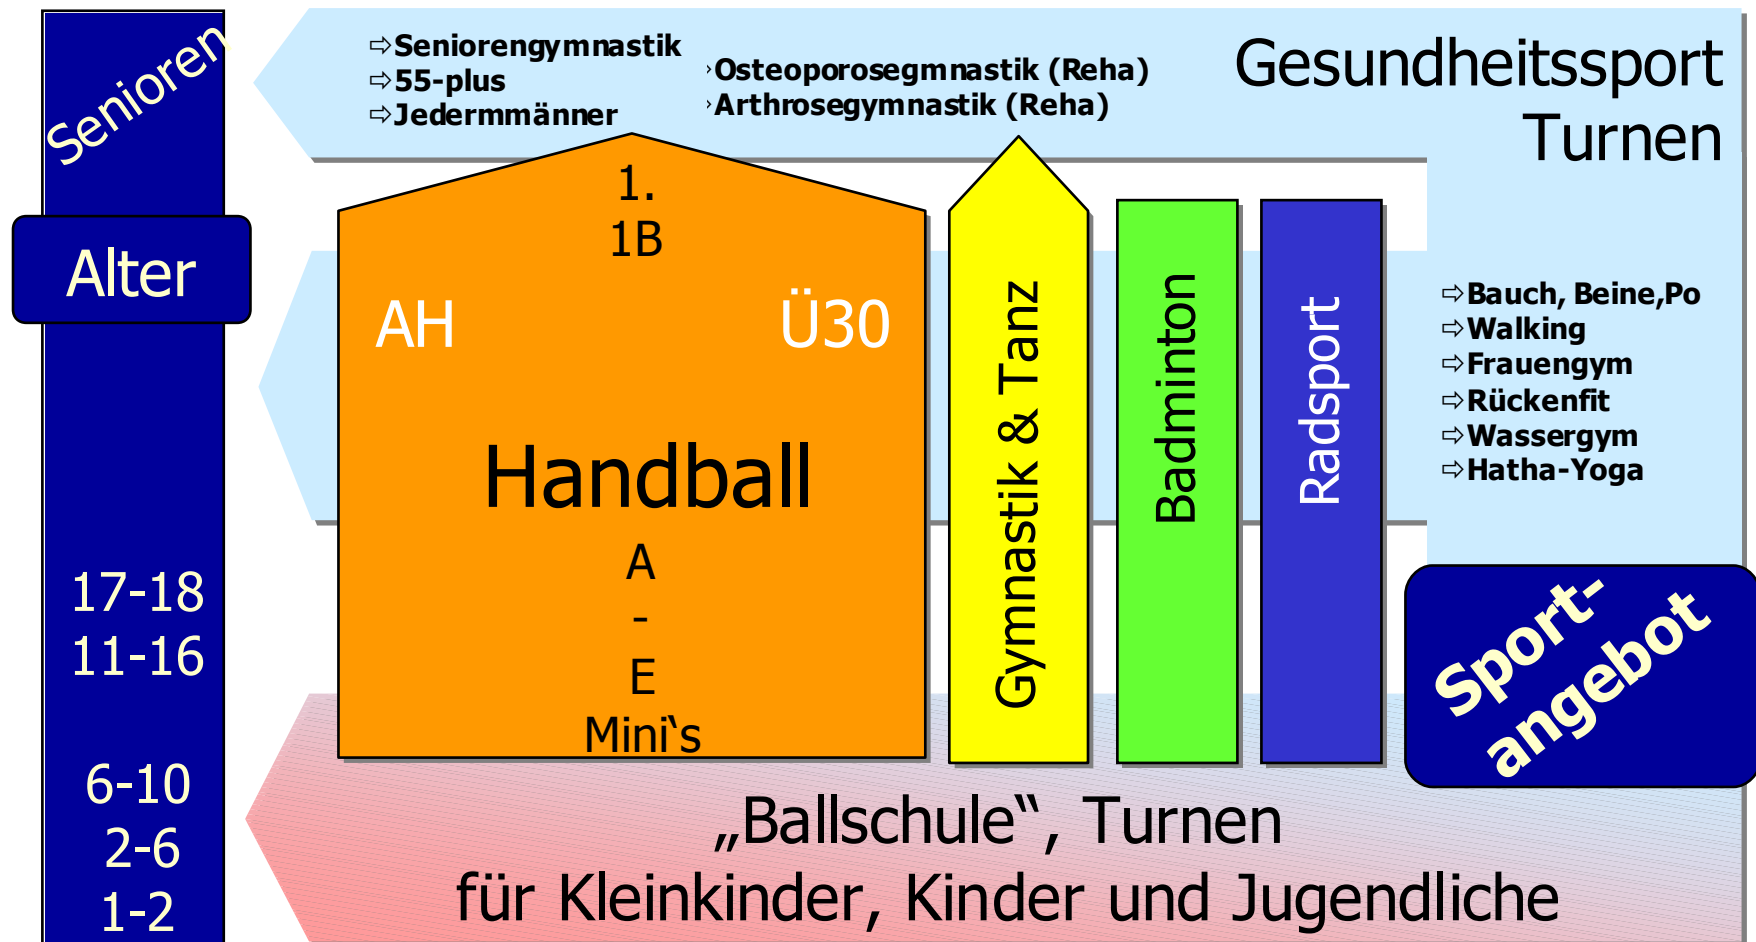 Senioren
Alter
17-18
11-16
6-10
2-6
1-2
⇨Seniorengymnastik
⇨55-plus
⇨Jedermmänner
›Osteoporosegmnastik (Reha)
›Arthrosegymnastik (Reha)
Gesundheitssport
Turnen
1.
1B
AH
Ü30
Handball
A
-
E
Mini‘s
Gymnastik & Tanz
Badminton
Radsport
⇨Bauch, Beine,Po
⇨Walking
⇨Frauengym
⇨Rückenfit
⇨Wassergym
⇨Hatha-Yoga
Sport-
angebot
„Ballschule“, Turnen
für Kleinkinder, Kinder und Jugendliche